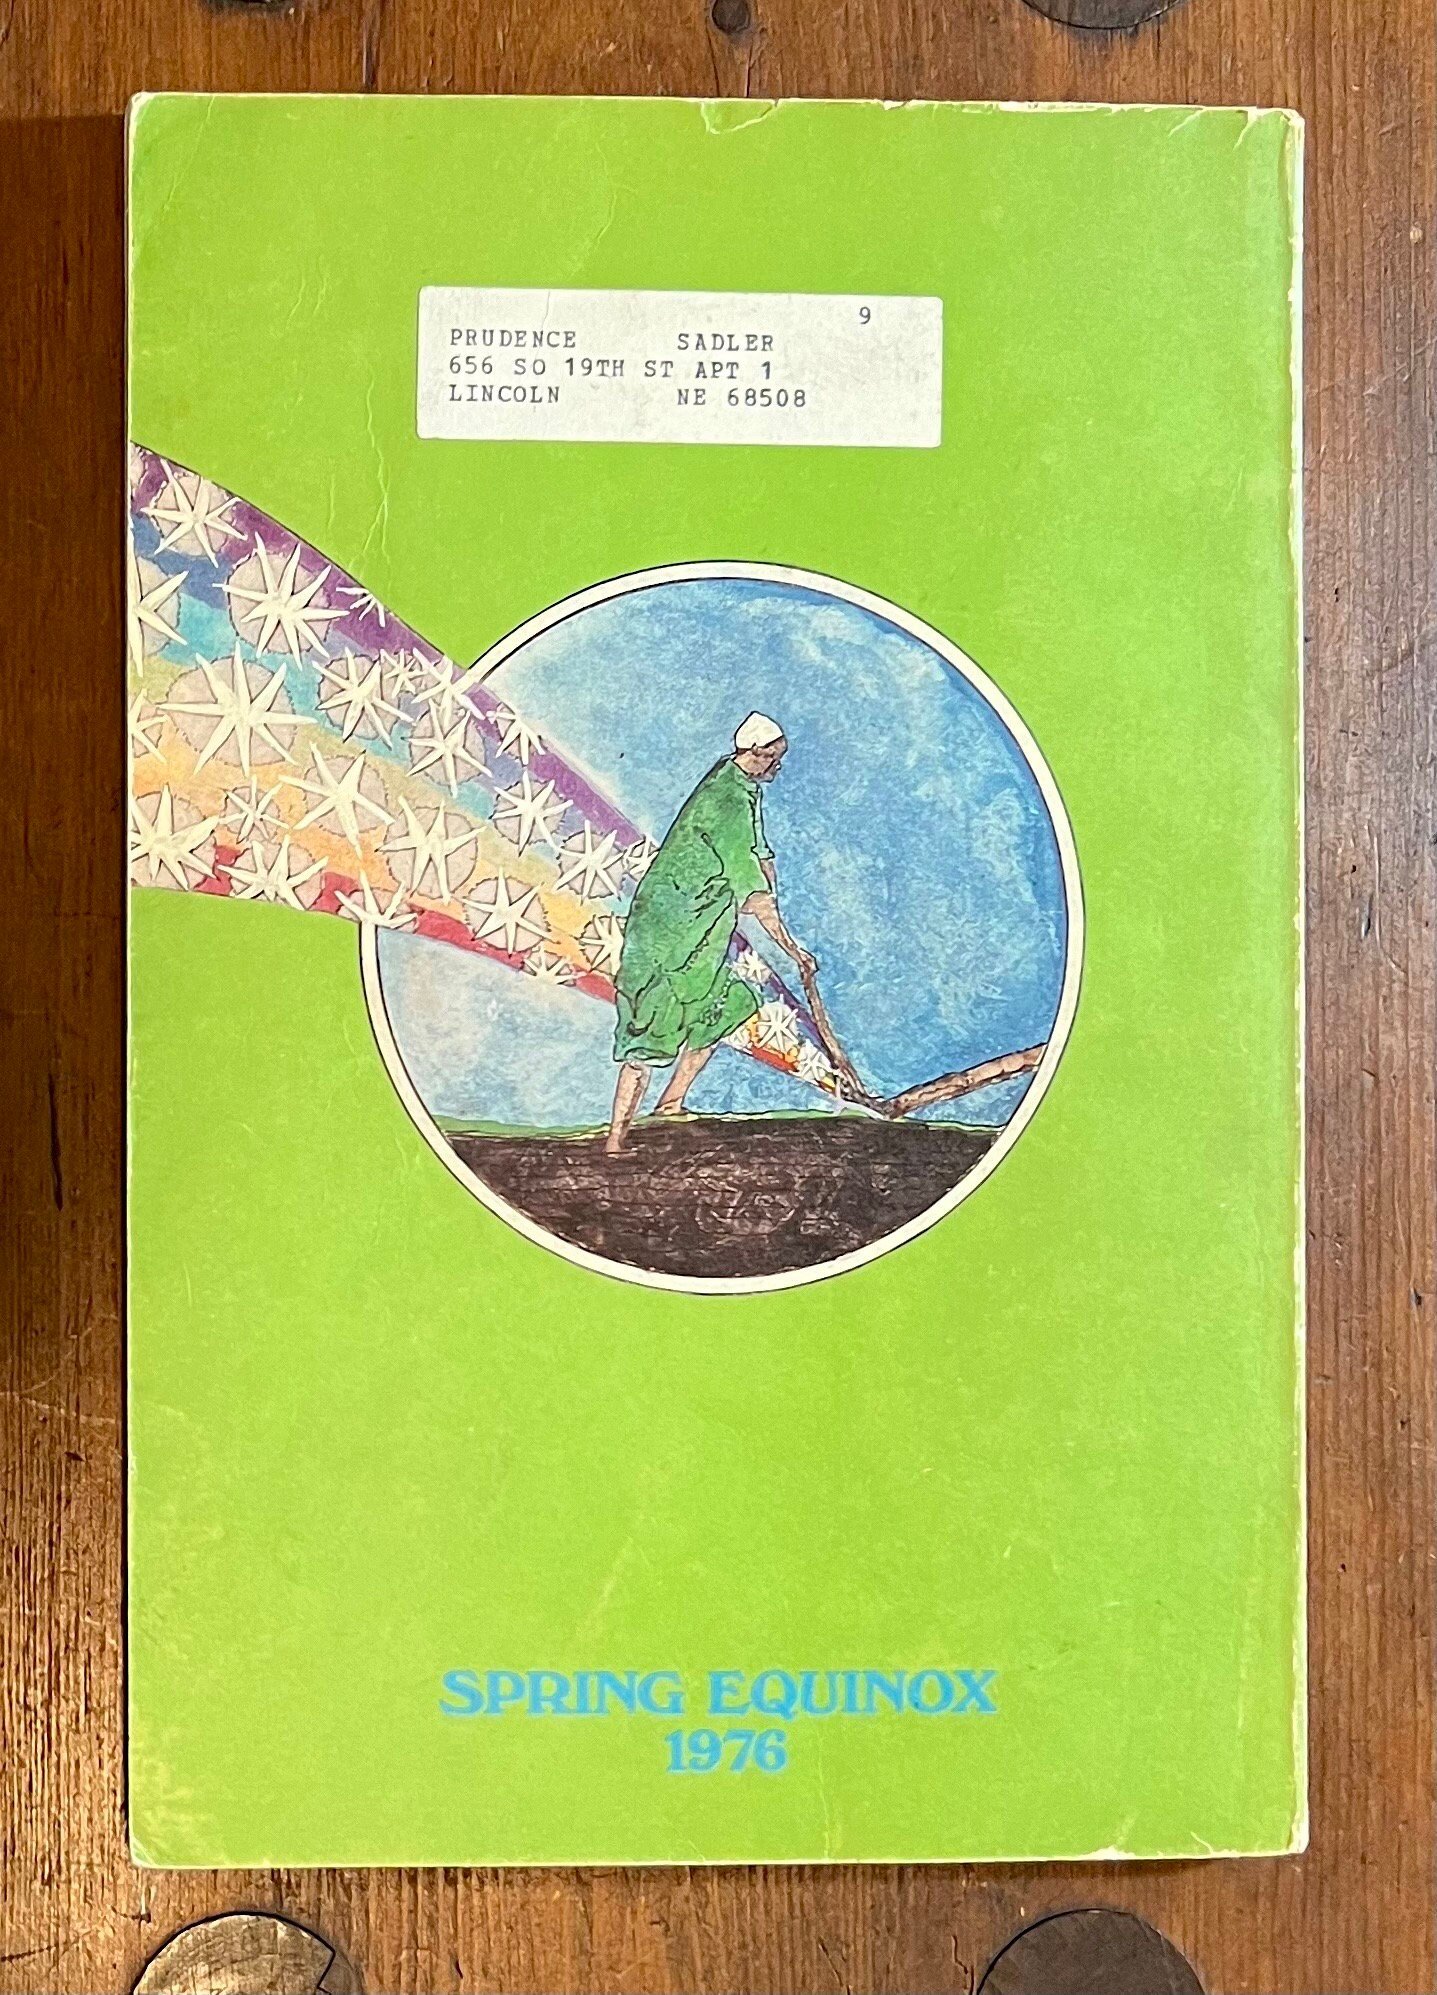 9
PRUDENCE SADLER
656 SO 19TH ST APT 1
LINCOLN NE 68508
SPRING EQUINOX
1976